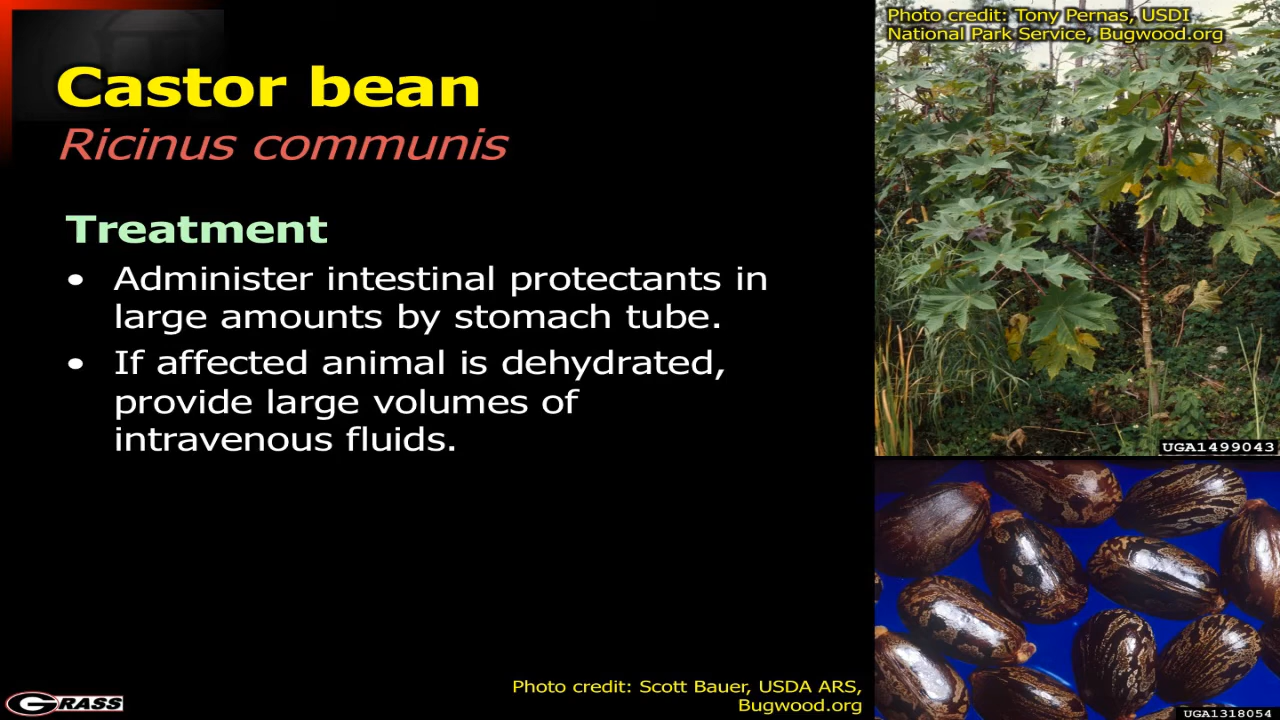 Photo credit: Tony Pernas, USDI
National Park Service, Bugwood.org
Castor bean
Ricinus communis
Treatment
• Administer intestinal protectants in
large amounts by stomach tube.
• If affected animal is dehydrated,
provide large volumes of
intravenous fluids.
UGA1499043
Photo credit: Scott Bauer, USDA ARS,
Bugwood.org
GRASS
UGA1318054